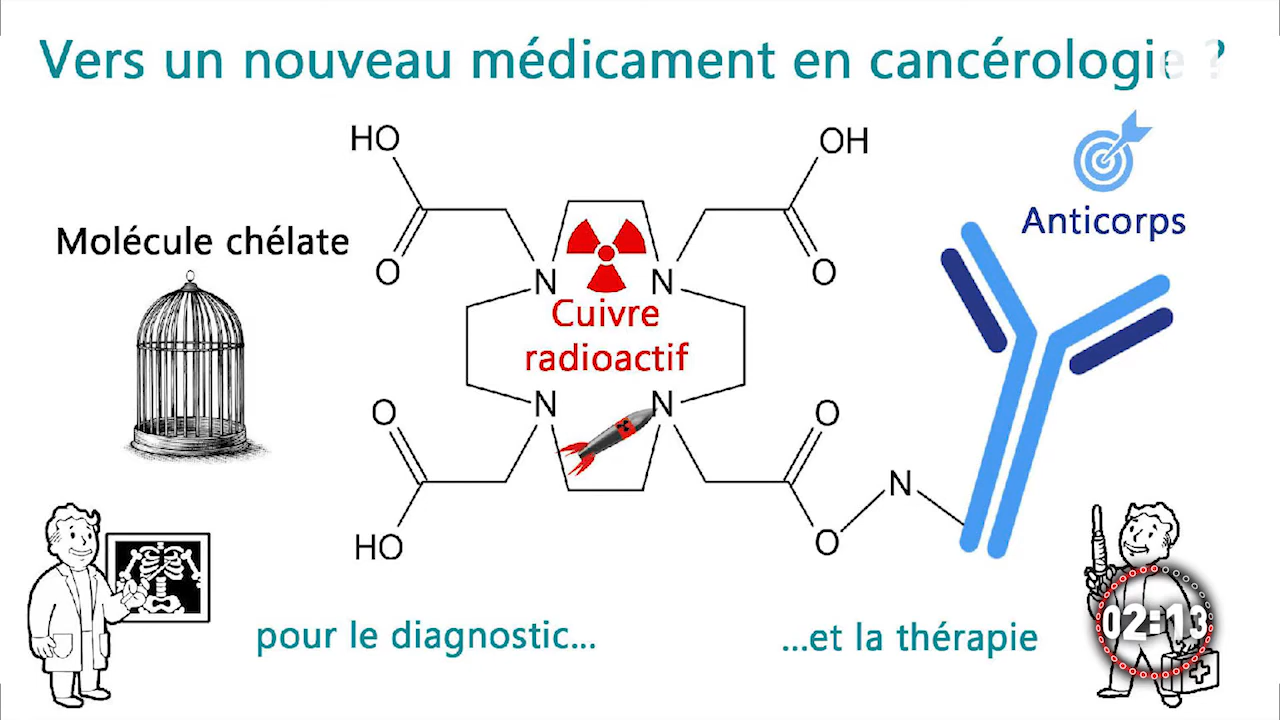 Vers un nouveau médicament en cancérologie ?
HO
OH
Molécule chélate
Anticorps
O
O
N
N
Cuivre
radioactif
N
N
O
O
N
HO
O
pour le diagnostic...
...et la thérapie
02:13